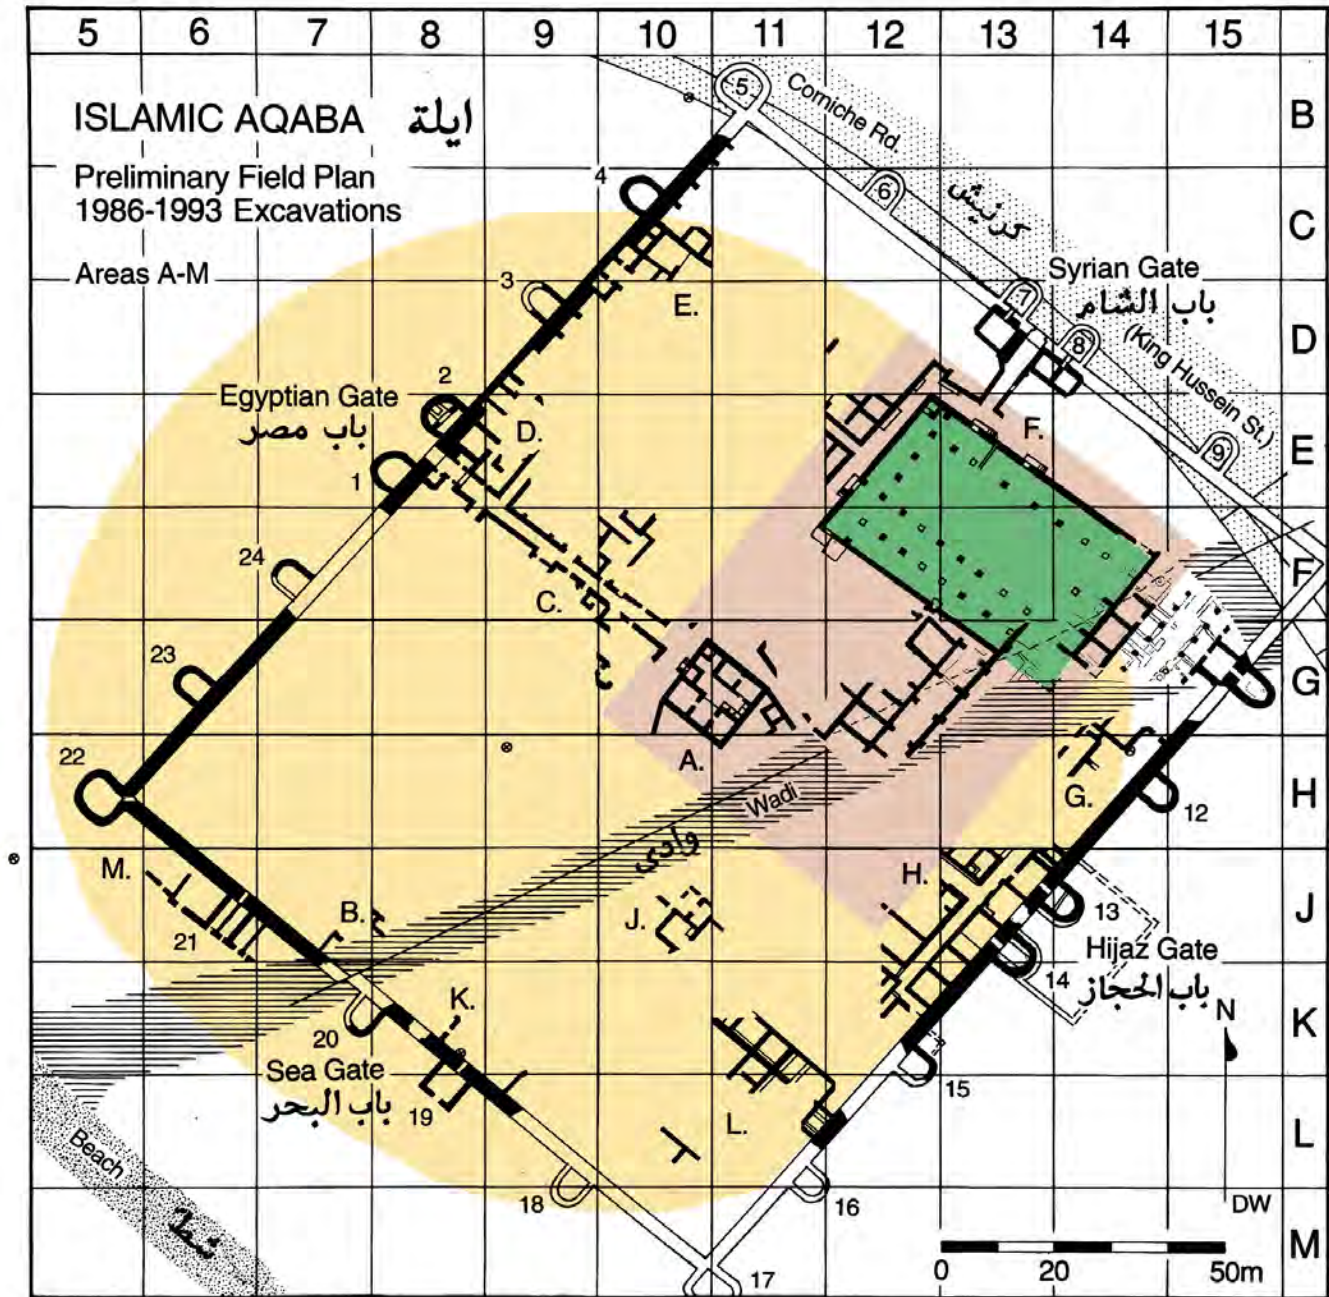 5 6 7 8 9 10 11 12 13 14 15
B
C
D
E
F
G
H
J
K
L
M
ISLAMIC AQABA ايلة
Preliminary Field Plan
1986-1993 Excavations
Areas A-M
5
Corniche Rd.
كرنيش
4
6
3
7
Syrian Gate
باب الشام
8
(King Hussein St.)
E.
2
Egyptian Gate
باب مصر
D.
F.
9
1
24
C.
23
A.
22
Wadi
وادي
G.
12
M.
H.
B.
J.
13
21
Hijaz Gate
14
باب الحجاز
N
K.
20
Sea Gate
باب البحر
19
15
L.
Beach
شط
18
16
DW
17
0 20 50m